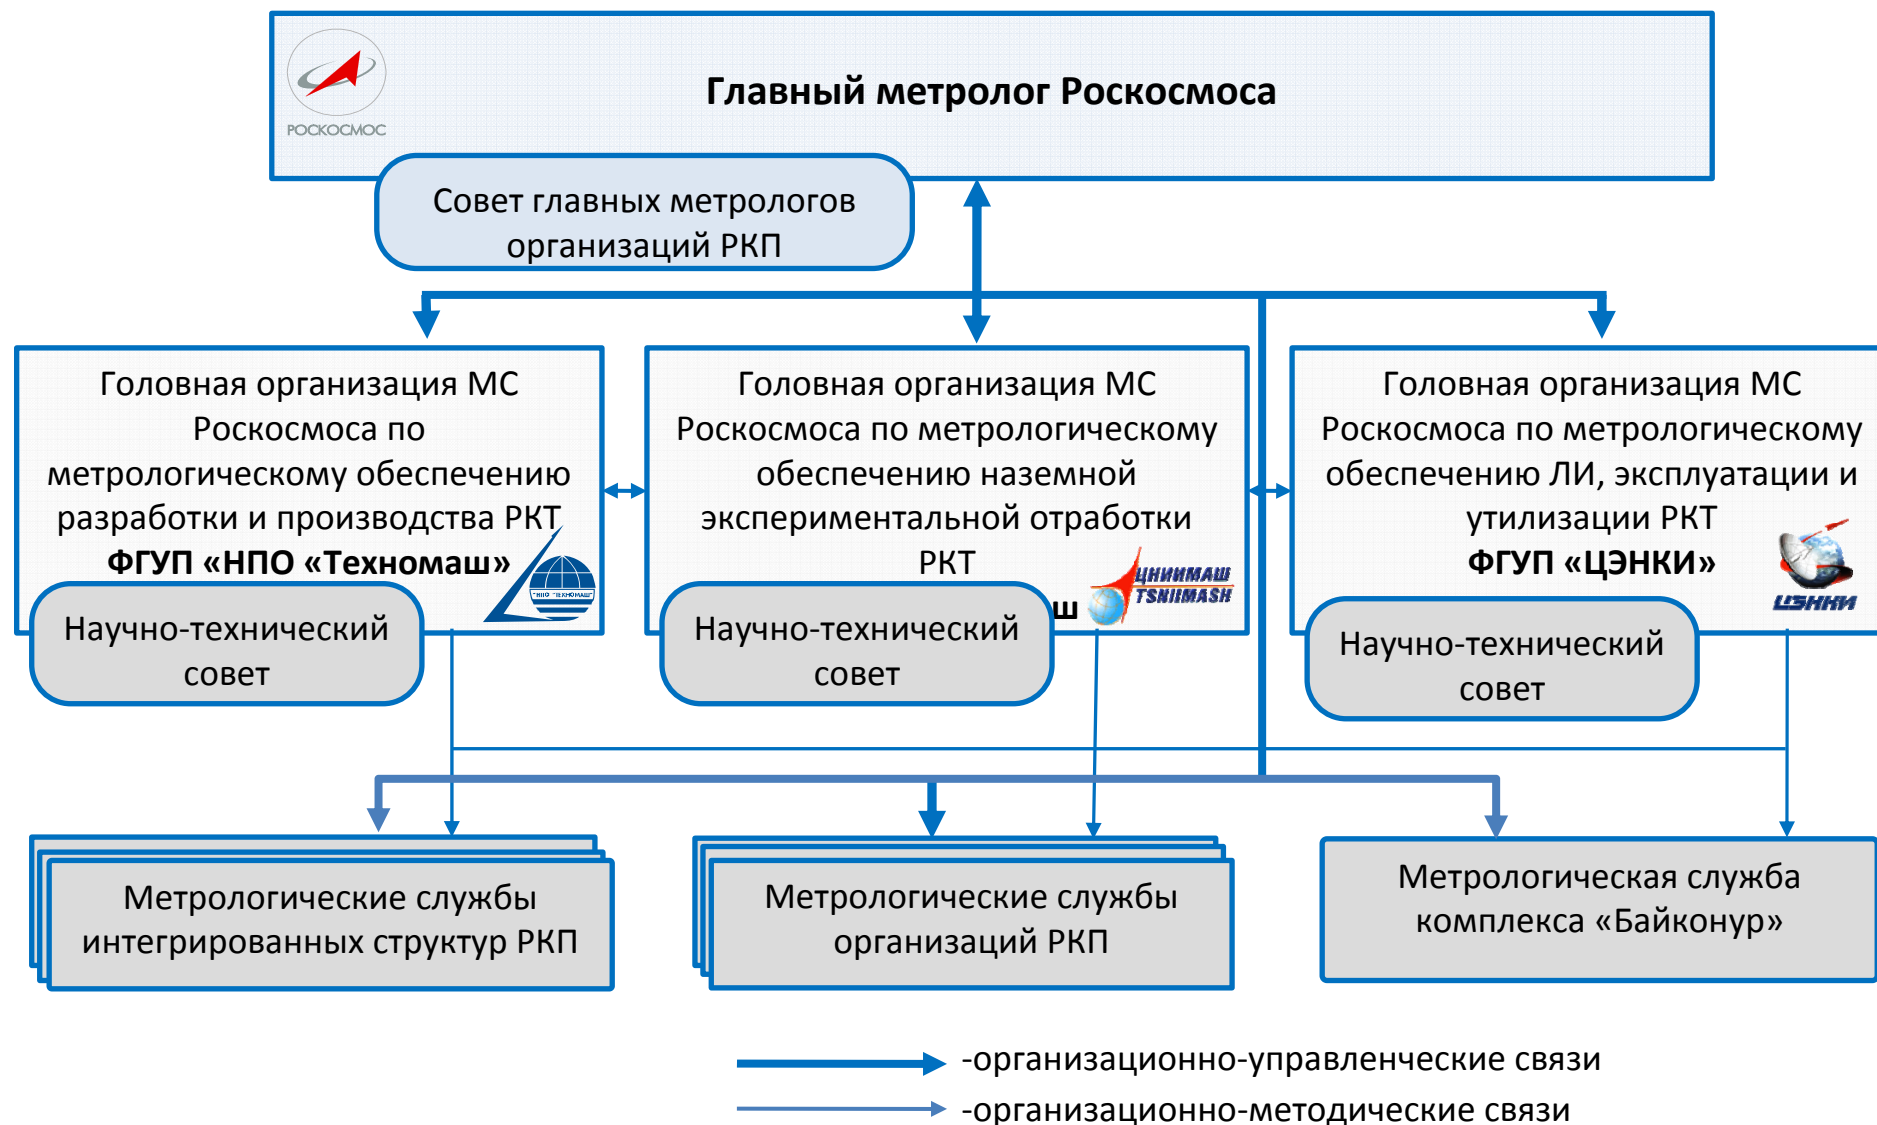 Главный метролог Роскосмоса
РОСКОСМОС
Совет главных метрологов
организаций РКП
Головная организация МС
Роскосмоса по
метрологическому обеспечению
разработки и производства РКТ
ФГУП «НПО «Техномаш»
"НПО "ТЕХНОМАШ"
Научно-технический
совет
Головная организация МС
Роскосмоса по метрологическому
обеспечению наземной
экспериментальной отработки
РКТ
ш
ЦНИИМАШ
TSNIIMASH
Научно-технический
совет
Головная организация МС
Роскосмоса по метрологическому
обеспечению ЛИ, эксплуатации и
утилизации РКТ
ФГУП «ЦЭНКИ»
ЦЭНКИ
Научно-технический
совет
Метрологические службы
интегрированных структур РКП
Метрологические службы
организаций РКП
Метрологическая служба
комплекса «Байконур»
-организационно-управленческие связи
-организационно-методические связи